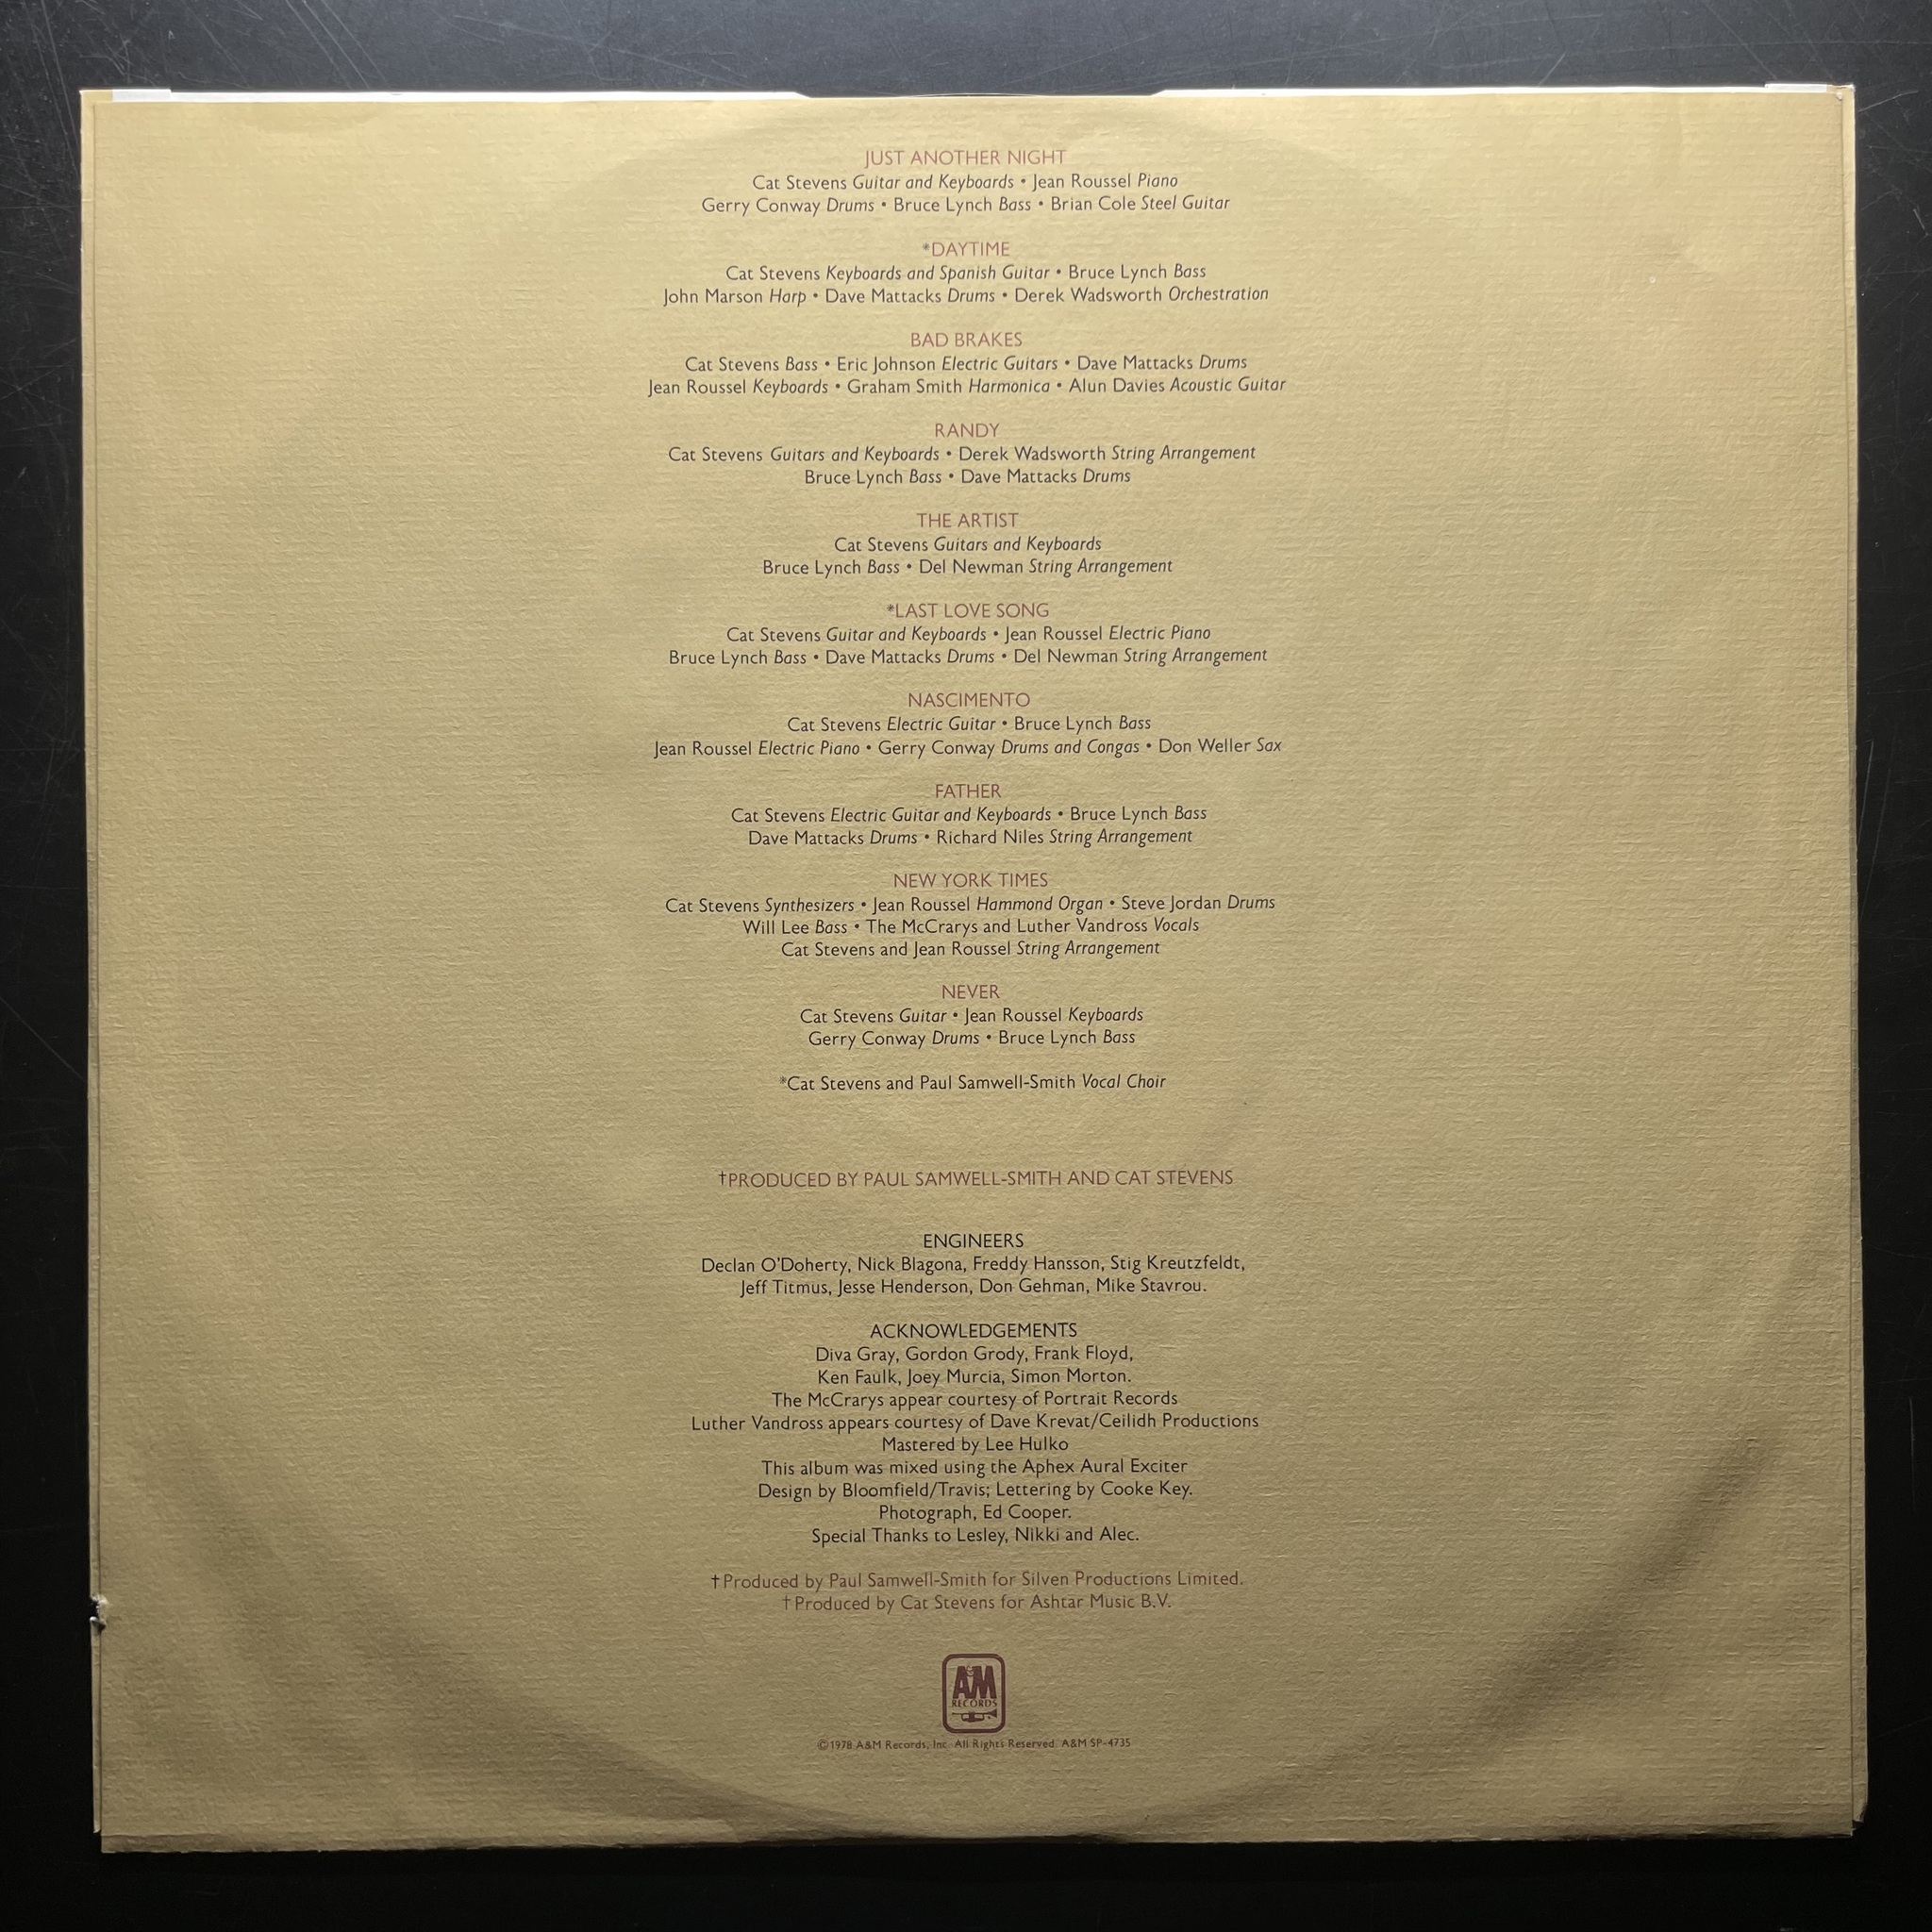 JUST ANOTHER NIGHT
Cat Stevens Guitar and Keyboards • Jean Roussel Piano
Gerry Conway Drums • Bruce Lynch Bass • Brian Cole Steel Guitar
*DAYTIME
Cat Stevens Keyboards and Spanish Guitar • Bruce Lynch Bass
John Marson Harp • Dave Mattacks Drums • Derek Wadsworth Orchestration
BAD BRAKES
Cat Stevens Bass • Eric Johnson Electric Guitars • Dave Mattacks Drums
Jean Roussel Keyboards • Graham Smith Harmonica • Alun Davies Acoustic Guitar
RANDY
Cat Stevens Guitars and Keyboards • Derek Wadsworth String Arrangement
Bruce Lynch Bass • Dave Mattacks Drums
THE ARTIST
Cat Stevens Guitars and Keyboards
Bruce Lynch Bass • Del Newman String Arrangement
*LAST LOVE SONG
Cat Stevens Guitar and Keyboards • Jean Roussel Electric Piano
Bruce Lynch Bass • Dave Mattacks Drums • Del Newman String Arrangement
NASCIMENTO
Cat Stevens Electric Guitar • Bruce Lynch Bass
Jean Roussel Electric Piano • Gerry Conway Drums and Congas • Don Weller Sax
FATHER
Cat Stevens Electric Guitar and Keyboards • Bruce Lynch Bass
Dave Mattacks Drums • Richard Niles String Arrangement
NEW YORK TIMES
Cat Stevens Synthesizers • Jean Roussel Hammond Organ • Steve Jordan Drums
Will Lee Bass • The McCrarys and Luther Vandross Vocals
Cat Stevens and Jean Roussel String Arrangement
NEVER
Cat Stevens Guitar • Jean Roussel Keyboards
Gerry Conway Drums • Bruce Lynch Bass
*Cat Stevens and Paul Samwell-Smith Vocal Choir
†PRODUCED BY PAUL SAMWELL-SMITH AND CAT STEVENS
ENGINEERS
Declan O'Doherty, Nick Blagona, Freddy Hansson, Stig Kreutzfeldt,
Jeff Titmus, Jesse Henderson, Don Gehman, Mike Stavrou.
ACKNOWLEDGEMENTS
Diva Gray, Gordon Grody, Frank Floyd,
Ken Faulk, Joey Murcia, Simon Morton.
The McCrarys appear courtesy of Portrait Records
Luther Vandross appears courtesy of Dave Krevat/Ceilidh Productions
Mastered by Lee Hulko
This album was mixed using the Aphex Aural Exciter
Design by Bloomfield/Travis; Lettering by Cooke Key.
Photograph, Ed Cooper.
Special Thanks to Lesley, Nikki and Alec.
†Produced by Paul Samwell-Smith for Silven Productions Limited.
†Produced by Cat Stevens for Ashtar Music B.V.
A&M
RECORDS
©1978 A&M Records, Inc. All Rights Reserved. A&M SP-4735